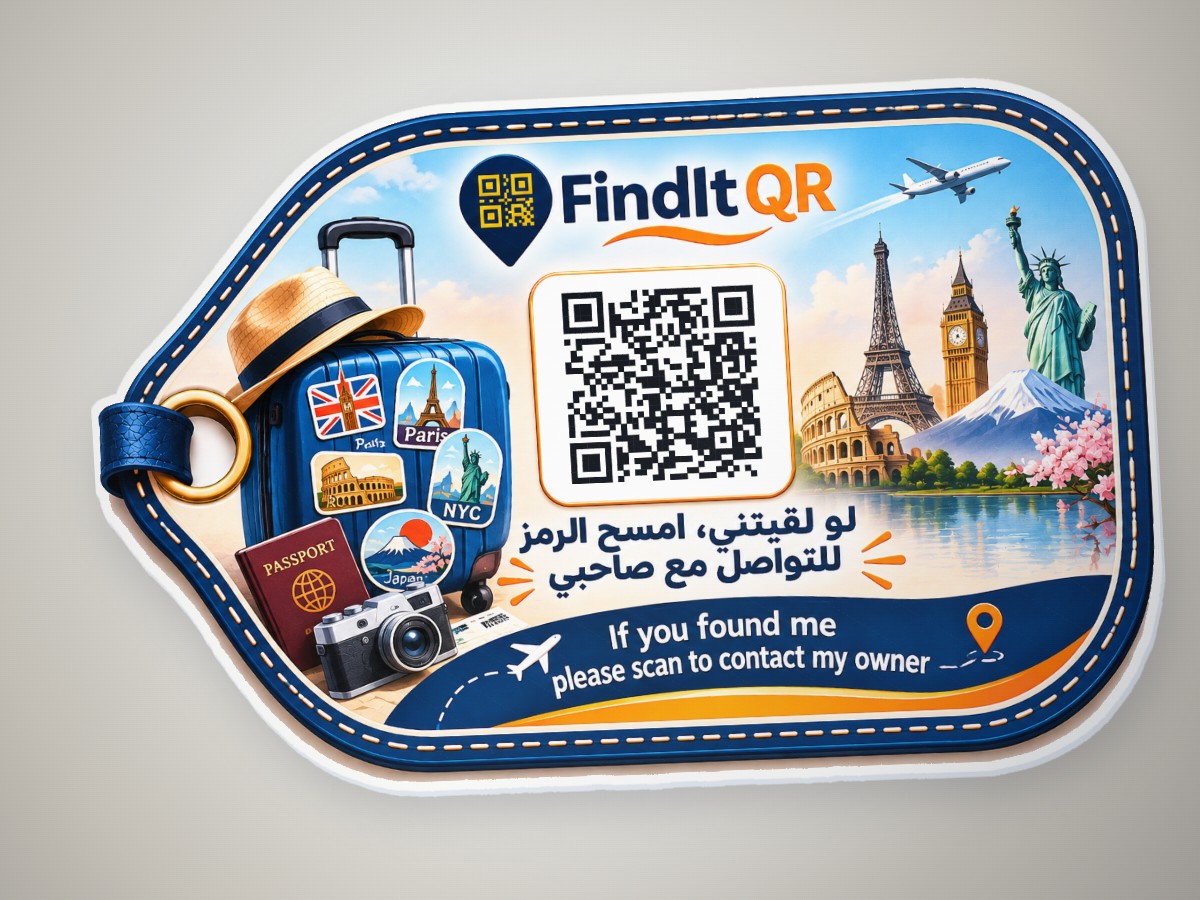 FindIt QR
Paris
NYC
PASSPORT
Japan
لو لقيتني، امسح الرمز
للتواصل مع صاحبي
If you found me
please scan to contact my owner